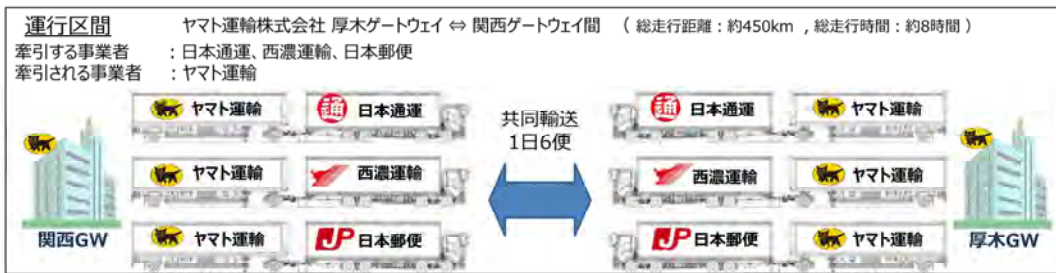 運行区間 ヤマト運輸株式会社 厚木ゲートウェイ ⇔ 関西ゲートウェイ間 （ 総走行距離：約450km ，総走行時間：約8時間 ）
牽引する事業者 ：日本通運、西濃運輸、日本郵便
牽引される事業者 ：ヤマト運輸
ヤマト運輸 通 日本通運 共同輸送 通 日本通運 ヤマト運輸
1日6便
ヤマト運輸 西濃運輸 西濃運輸 ヤマト運輸
ヤマト運輸 JP 日本郵便 JP 日本郵便 ヤマト運輸
関西GW 厚木GW